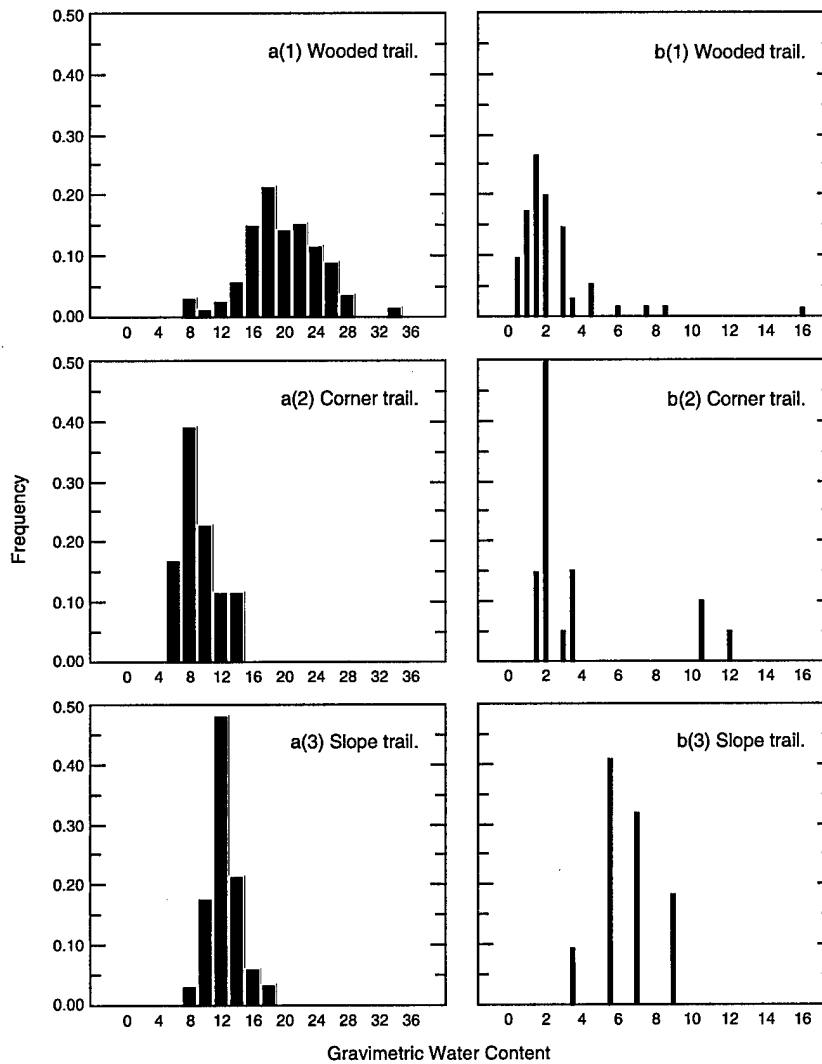 0.50
0.40
0.30
0.20
0.10
0.00
a(1) Wooded trail.
0 4 8 12 16 20 24 28 32 36
b(1) Wooded trail.
0 2 4 6 8 10 12 14 16
0.50
0.40
0.30
0.20
0.10
0.00
a(2) Corner trail.
0 4 8 12 16 20 24 28 32 36
b(2) Corner trail.
0 2 4 6 8 10 12 14 16
Frequency
0.50
0.40
0.30
0.20
0.10
0.00
a(3) Slope trail.
0 4 8 12 16 20 24 28 32 36
b(3) Slope trail.
0 2 4 6 8 10 12 14 16
Gravimetric Water Content